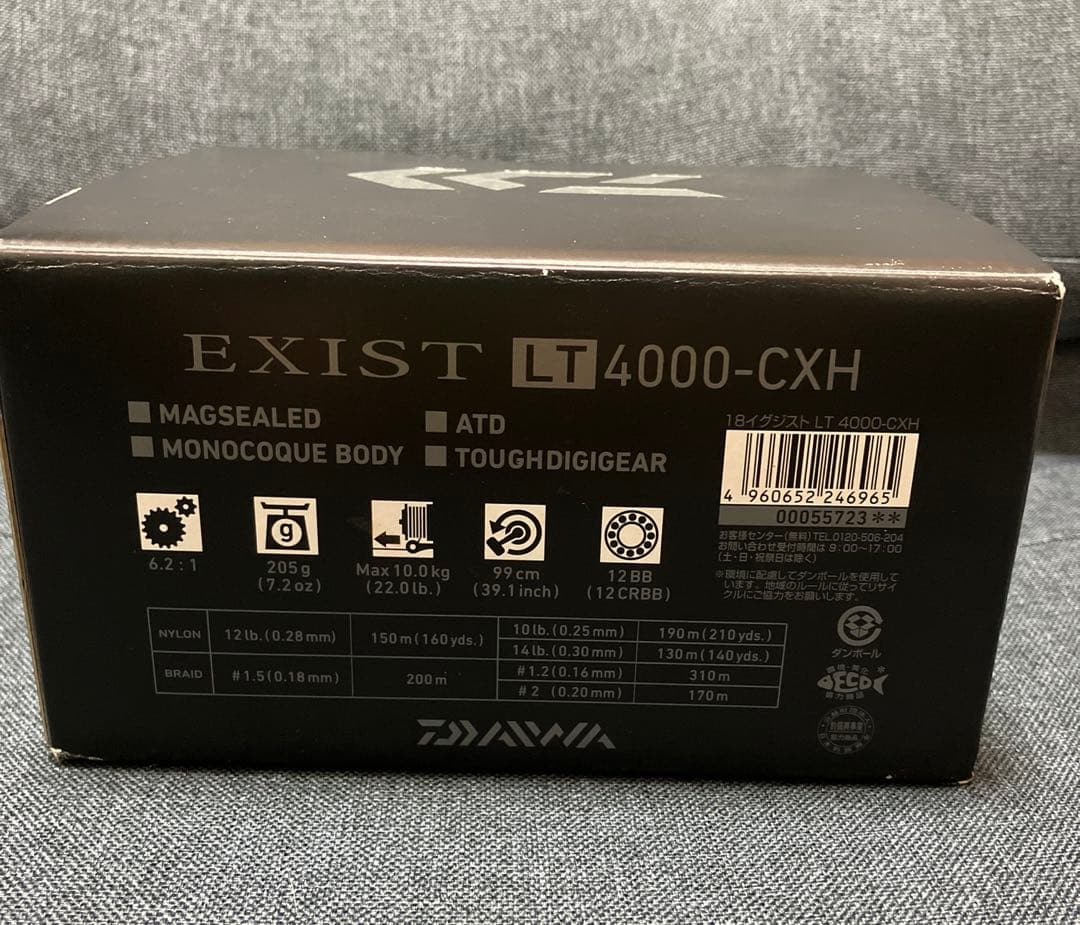 EXIST LT 4000-CXH
MAGSEALED
ATD
MONOCOQUE BODY
TOUGHDIGIGEAR
18イグジスト LT 4000-CXH
4 960652 246965
00055723**
お客様センター(無料)TEL0120-506-204
お問い合わせ受付時間は 9:00〜17:00
(土・日・祝祭日は除く)
※環境に配慮してダンボールを使用して
います。地域のルールに従ってリサイ
クルにご協力をお願いします。
g
6.2:1
205g
(7.2oz)
Max10.0kg
(22.0lb.)
99cm
(39.1inch)
12BB
(12CRBB)
NYLON 12lb.(0.28mm) 150m(160yds.) 10lb.(0.25mm) 190m(210yds.)
14lb.(0.30mm) 130m(140yds.)
BRAID #1.5(0.18mm) 200m #1.2(0.16mm) 310m
#2 (0.20mm) 170m
ダンボール
ECO
協力商品
DAIWA